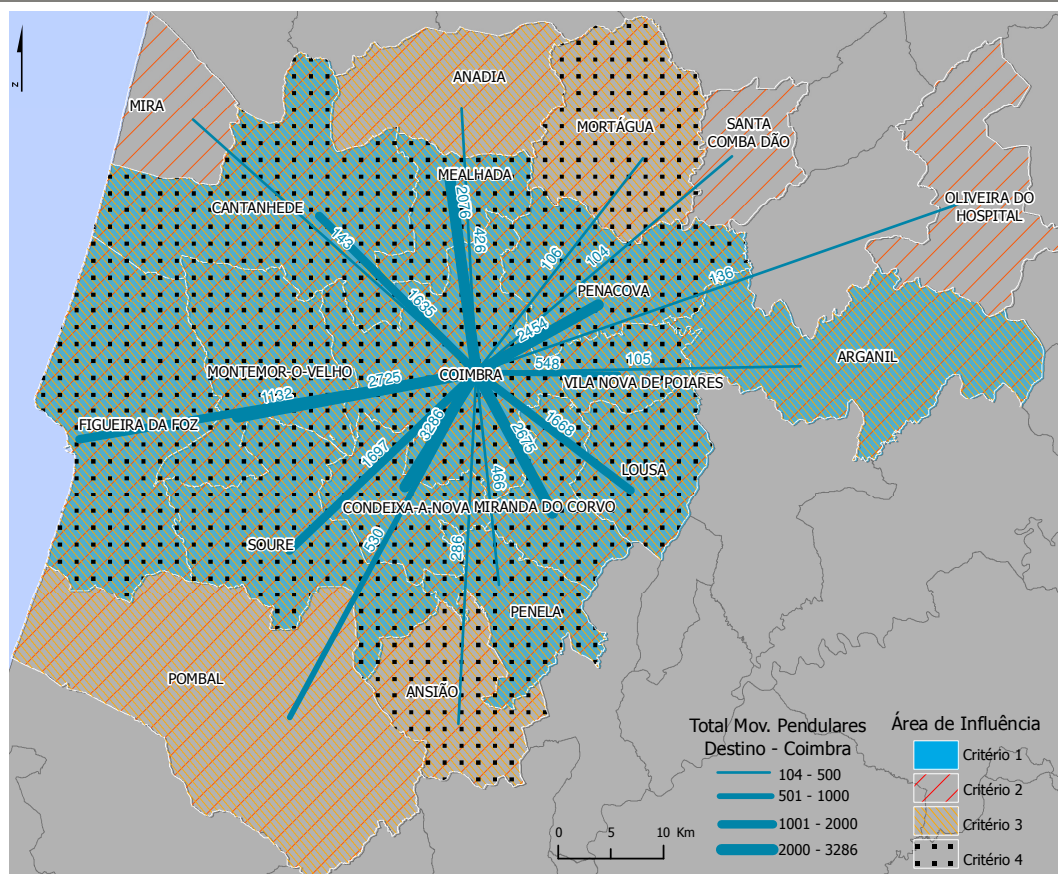 N
ANADIA
MIRA
MORTÁGUA
SANTA
COMBA DÃO
MEALHADA
OLIVEIRA DO
HOSPITAL
CANTANHEDE
2076
426
143
106
104
136
1635
PENACOVA
2454
ARGANIL
548
105
COIMBRA
MONTEMOR-O-VELHO
2725
VILA NOVA DE POIARES
1132
FIGUEIRA DA FOZ
3286
2675
1668
1697
466
LOUSA
CONDEIXA-A-NOVA
MIRANDA DO CORVO
SOURE
530
286
PENELA
POMBAL
ANSIÃO
Total Mov. Pendulares
Destino - Coimbra
104 - 500
501 - 1000
1001 - 2000
2000 - 3286
Área de Influência
Critério 1
Critério 2
Critério 3
Critério 4
0 5 10 Km